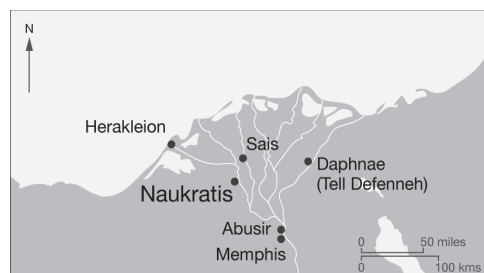 N
Herakleion
Sais
Daphnae
(Tell Defenneh)
Naukratis
Abusir
Memphis
0 50 miles
0 100 kms